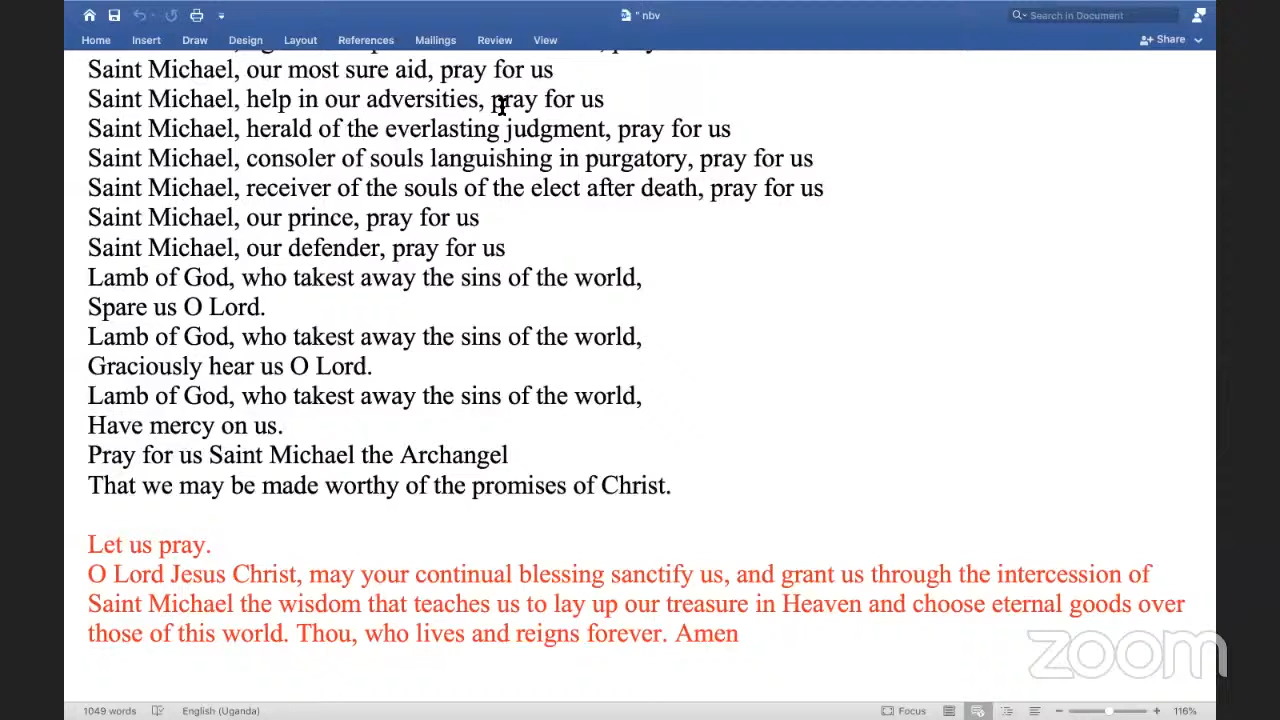 " nbv
Search in Document
Home Insert Draw Design Layout References Mailings Review View Share
Saint Michael, our most sure aid, pray for us
Saint Michael, help in our adversities, pray for us
Saint Michael, herald of the everlasting judgment, pray for us
Saint Michael, consoler of souls languishing in purgatory, pray for us
Saint Michael, receiver of the souls of the elect after death, pray for us
Saint Michael, our prince, pray for us
Saint Michael, our defender, pray for us
Lamb of God, who takest away the sins of the world,
Spare us O Lord.
Lamb of God, who takest away the sins of the world,
Graciously hear us O Lord.
Lamb of God, who takest away the sins of the world,
Have mercy on us.
Pray for us Saint Michael the Archangel
That we may be made worthy of the promises of Christ.
Let us pray.
O Lord Jesus Christ, may your continual blessing sanctify us, and grant us through the intercession of
Saint Michael the wisdom that teaches us to lay up our treasure in Heaven and choose eternal goods over
those of this world. Thou, who lives and reigns forever. Amen
zoom
1049 words English (Uganda) Focus 116%